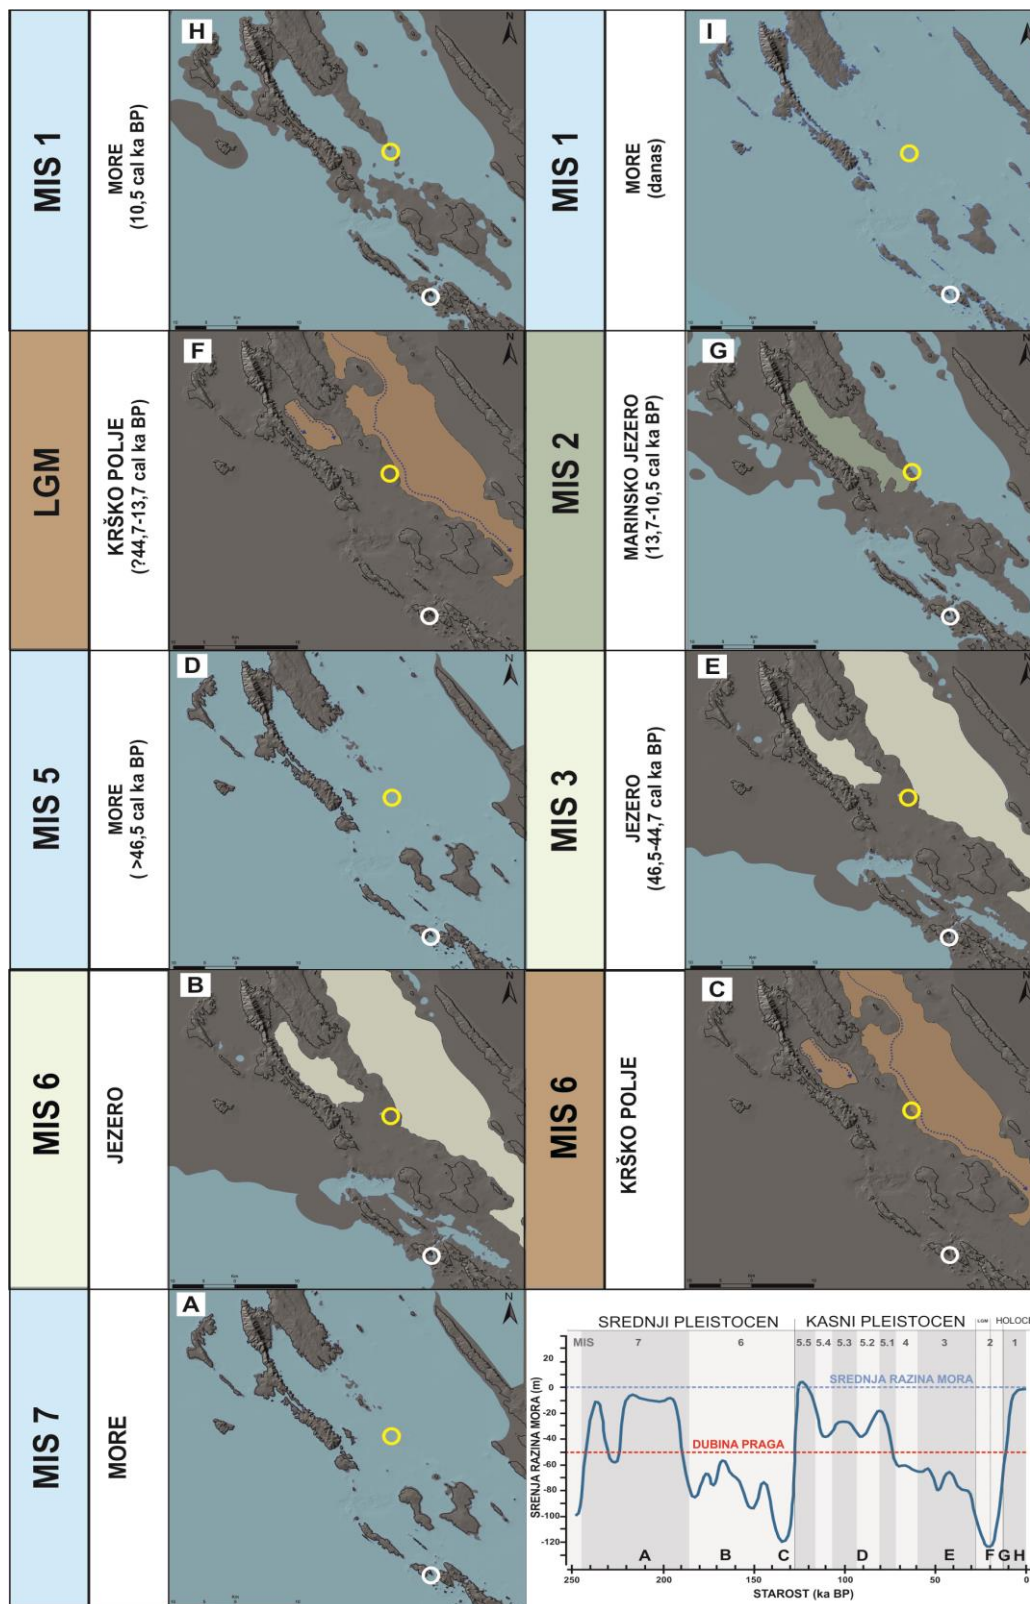 MIS 1
MORE
(10,5 cal ka BP)
H
N
MIS 1
MORE
(danas)
I
N
LGM
KRŠKO POLJE
(?44,7-13,7 cal ka BP)
F
N
MIS 2
MARINSKO JEZERO
(13,7-10,5 cal ka BP)
G
N
MIS 5
MORE
( >46,5 cal ka BP)
D
N
MIS 3
JEZERO
(46,5-44,7 cal ka BP)
E
N
MIS 6
JEZERO
B
N
MIS 6
KRŠKO POLJE
C
N
MIS 7
MORE
A
N
SREDNJI PLEISTOCEN KASNI PLEISTOCEN LGM HOLOCE
MIS 7 6 5.5 5.4 5.3 5.2 5.1 4 3 2 1
SREDNJA RAZINA MORA
DUBINA PRAGA
SRENJA RAZINA MORA (m)
20
0
-20
-40
-60
-80
-100
-120
A B C D E F G H
250 200 150 100 50 0
STAROST (ka BP)